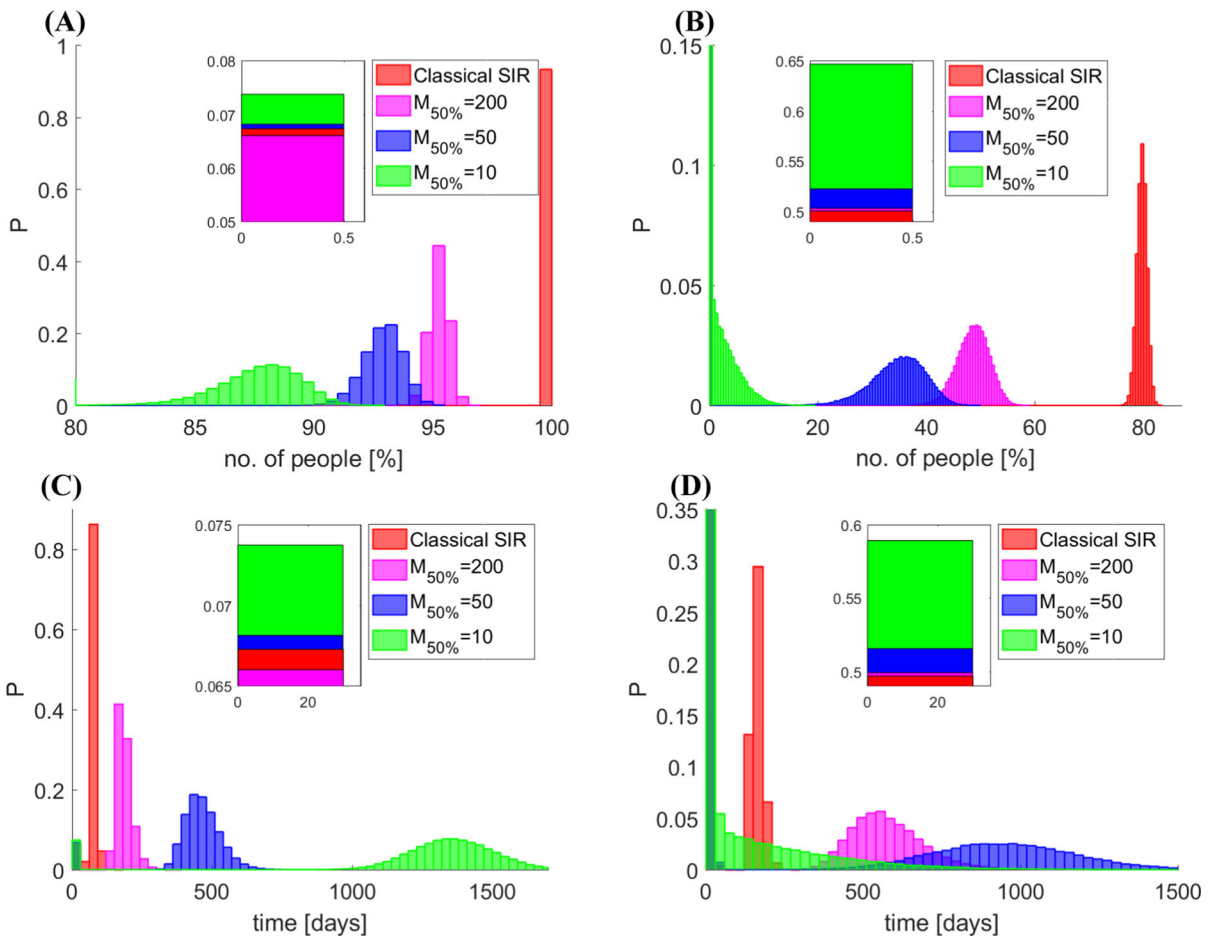 (A)
1
0.8
0.6
0.4
0.2
0
P
80
85
90
95
100
no. of people [%]
0.08
0.07
0.06
0.05
0
0.5
Classical SIR
M50%=200
M50%=50
M50%=10
(B)
0.15
0.1
0.05
0
P
0
20
40
60
80
no. of people [%]
0.65
0.6
0.55
0.5
0
0.5
Classical SIR
M50%=200
M50%=50
M50%=10
(C)
0.8
0.6
0.4
0.2
0
P
0
500
1000
1500
time [days]
0.075
0.07
0.065
0
20
Classical SIR
M50%=200
M50%=50
M50%=10
(D)
0.35
0.3
0.25
0.2
0.15
0.1
0.05
0
P
0
500
1000
1500
time [days]
0.6
0.55
0.5
0
20
Classical SIR
M50%=200
M50%=50
M50%=10